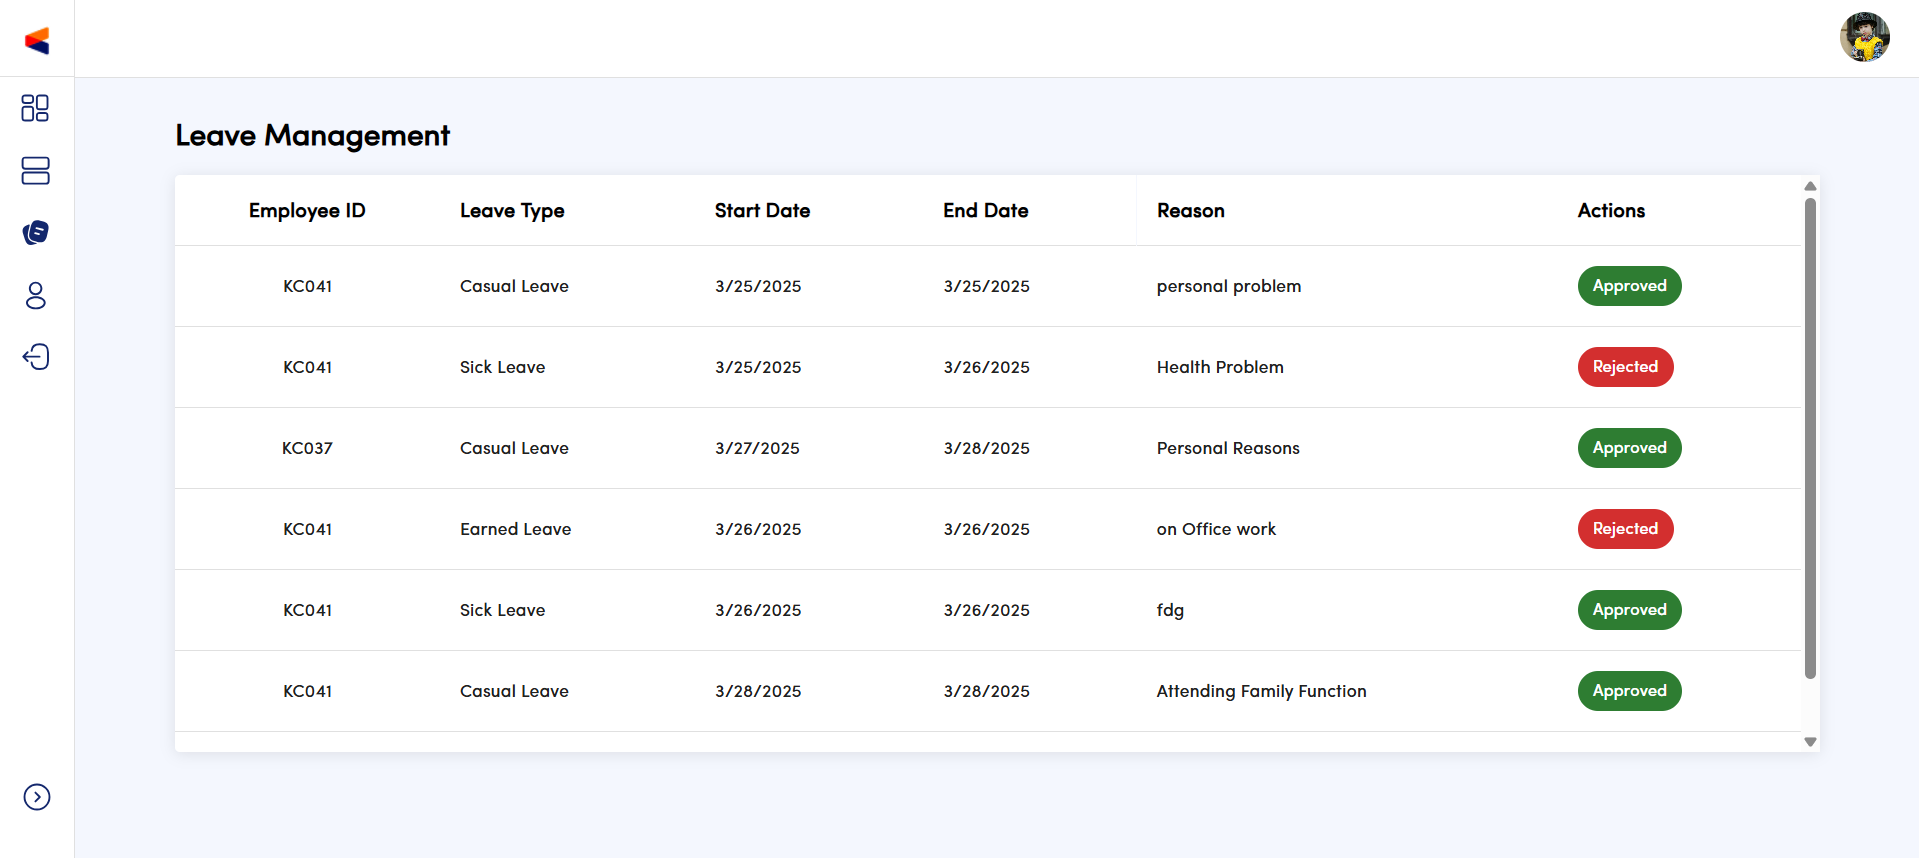 Leave Management
Employee ID Leave Type Start Date End Date Reason Actions
KC041 Casual Leave 3/25/2025 3/25/2025 personal problem Approved
KC041 Sick Leave 3/25/2025 3/26/2025 Health Problem Rejected
KC037 Casual Leave 3/27/2025 3/28/2025 Personal Reasons Approved
KC041 Earned Leave 3/26/2025 3/26/2025 on Office work Rejected
KC041 Sick Leave 3/26/2025 3/26/2025 fdg Approved
KC041 Casual Leave 3/28/2025 3/28/2025 Attending Family Function Approved